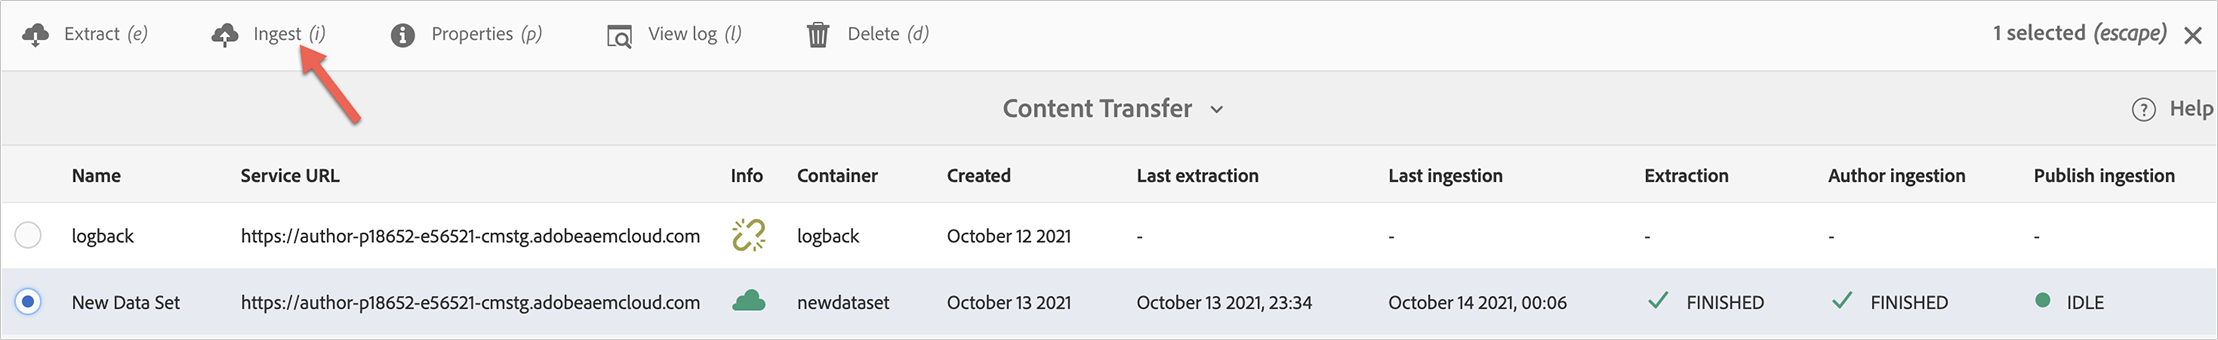 Extract (e) Ingest (i) Properties (p) View log (l) Delete (d) 1 selected (escape)
Content Transfer Help
Name Service URL Info Container Created Last extraction Last ingestion Extraction Author ingestion Publish ingestion
logback https://author-p18652-e56521-cmstg.adobeaemcloud.com logback October 12 2021 - - - - -
New Data Set https://author-p18652-e56521-cmstg.adobeaemcloud.com newdataset October 13 2021 October 13 2021, 23:34 October 14 2021, 00:06 FINISHED FINISHED IDLE